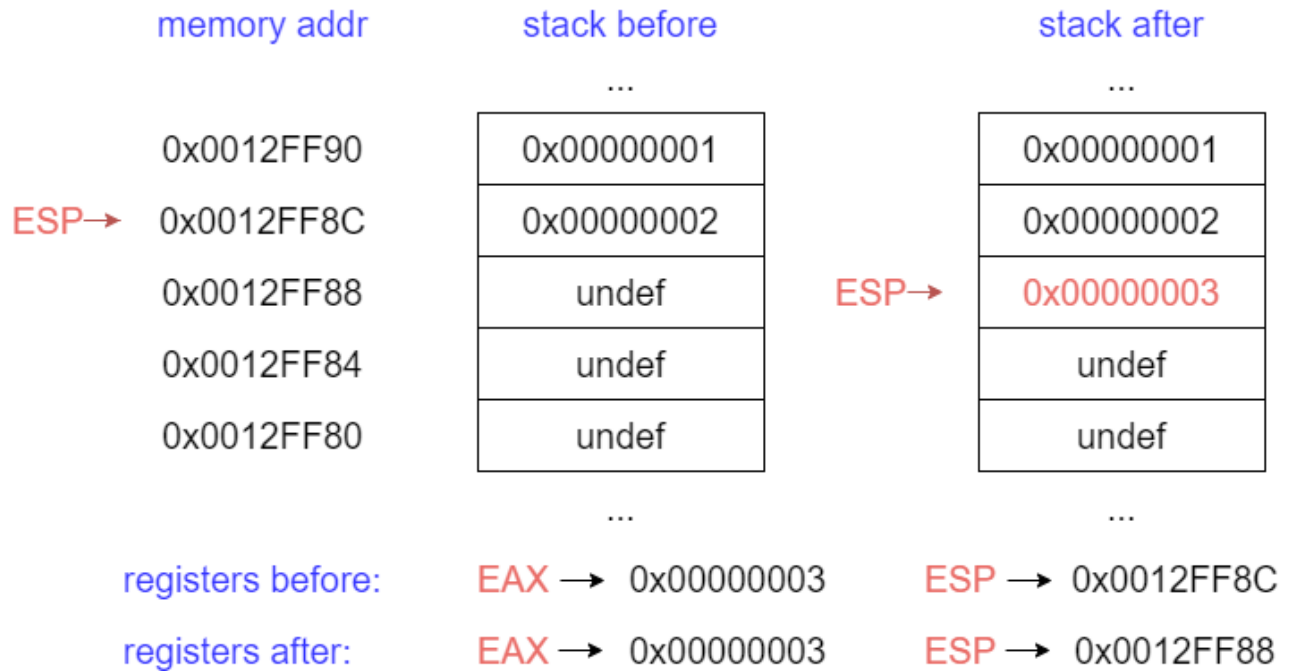 memory addr stack before stack after
... ...
0x0012FF90 0x00000001 0x00000001
ESP→ 0x0012FF8C 0x00000002 0x00000002
0x0012FF88 undef ESP→ 0x00000003
0x0012FF84 undef undef
0x0012FF80 undef undef
... ...
registers before: EAX → 0x00000003 ESP → 0x0012FF8C
registers after: EAX → 0x00000003 ESP → 0x0012FF88